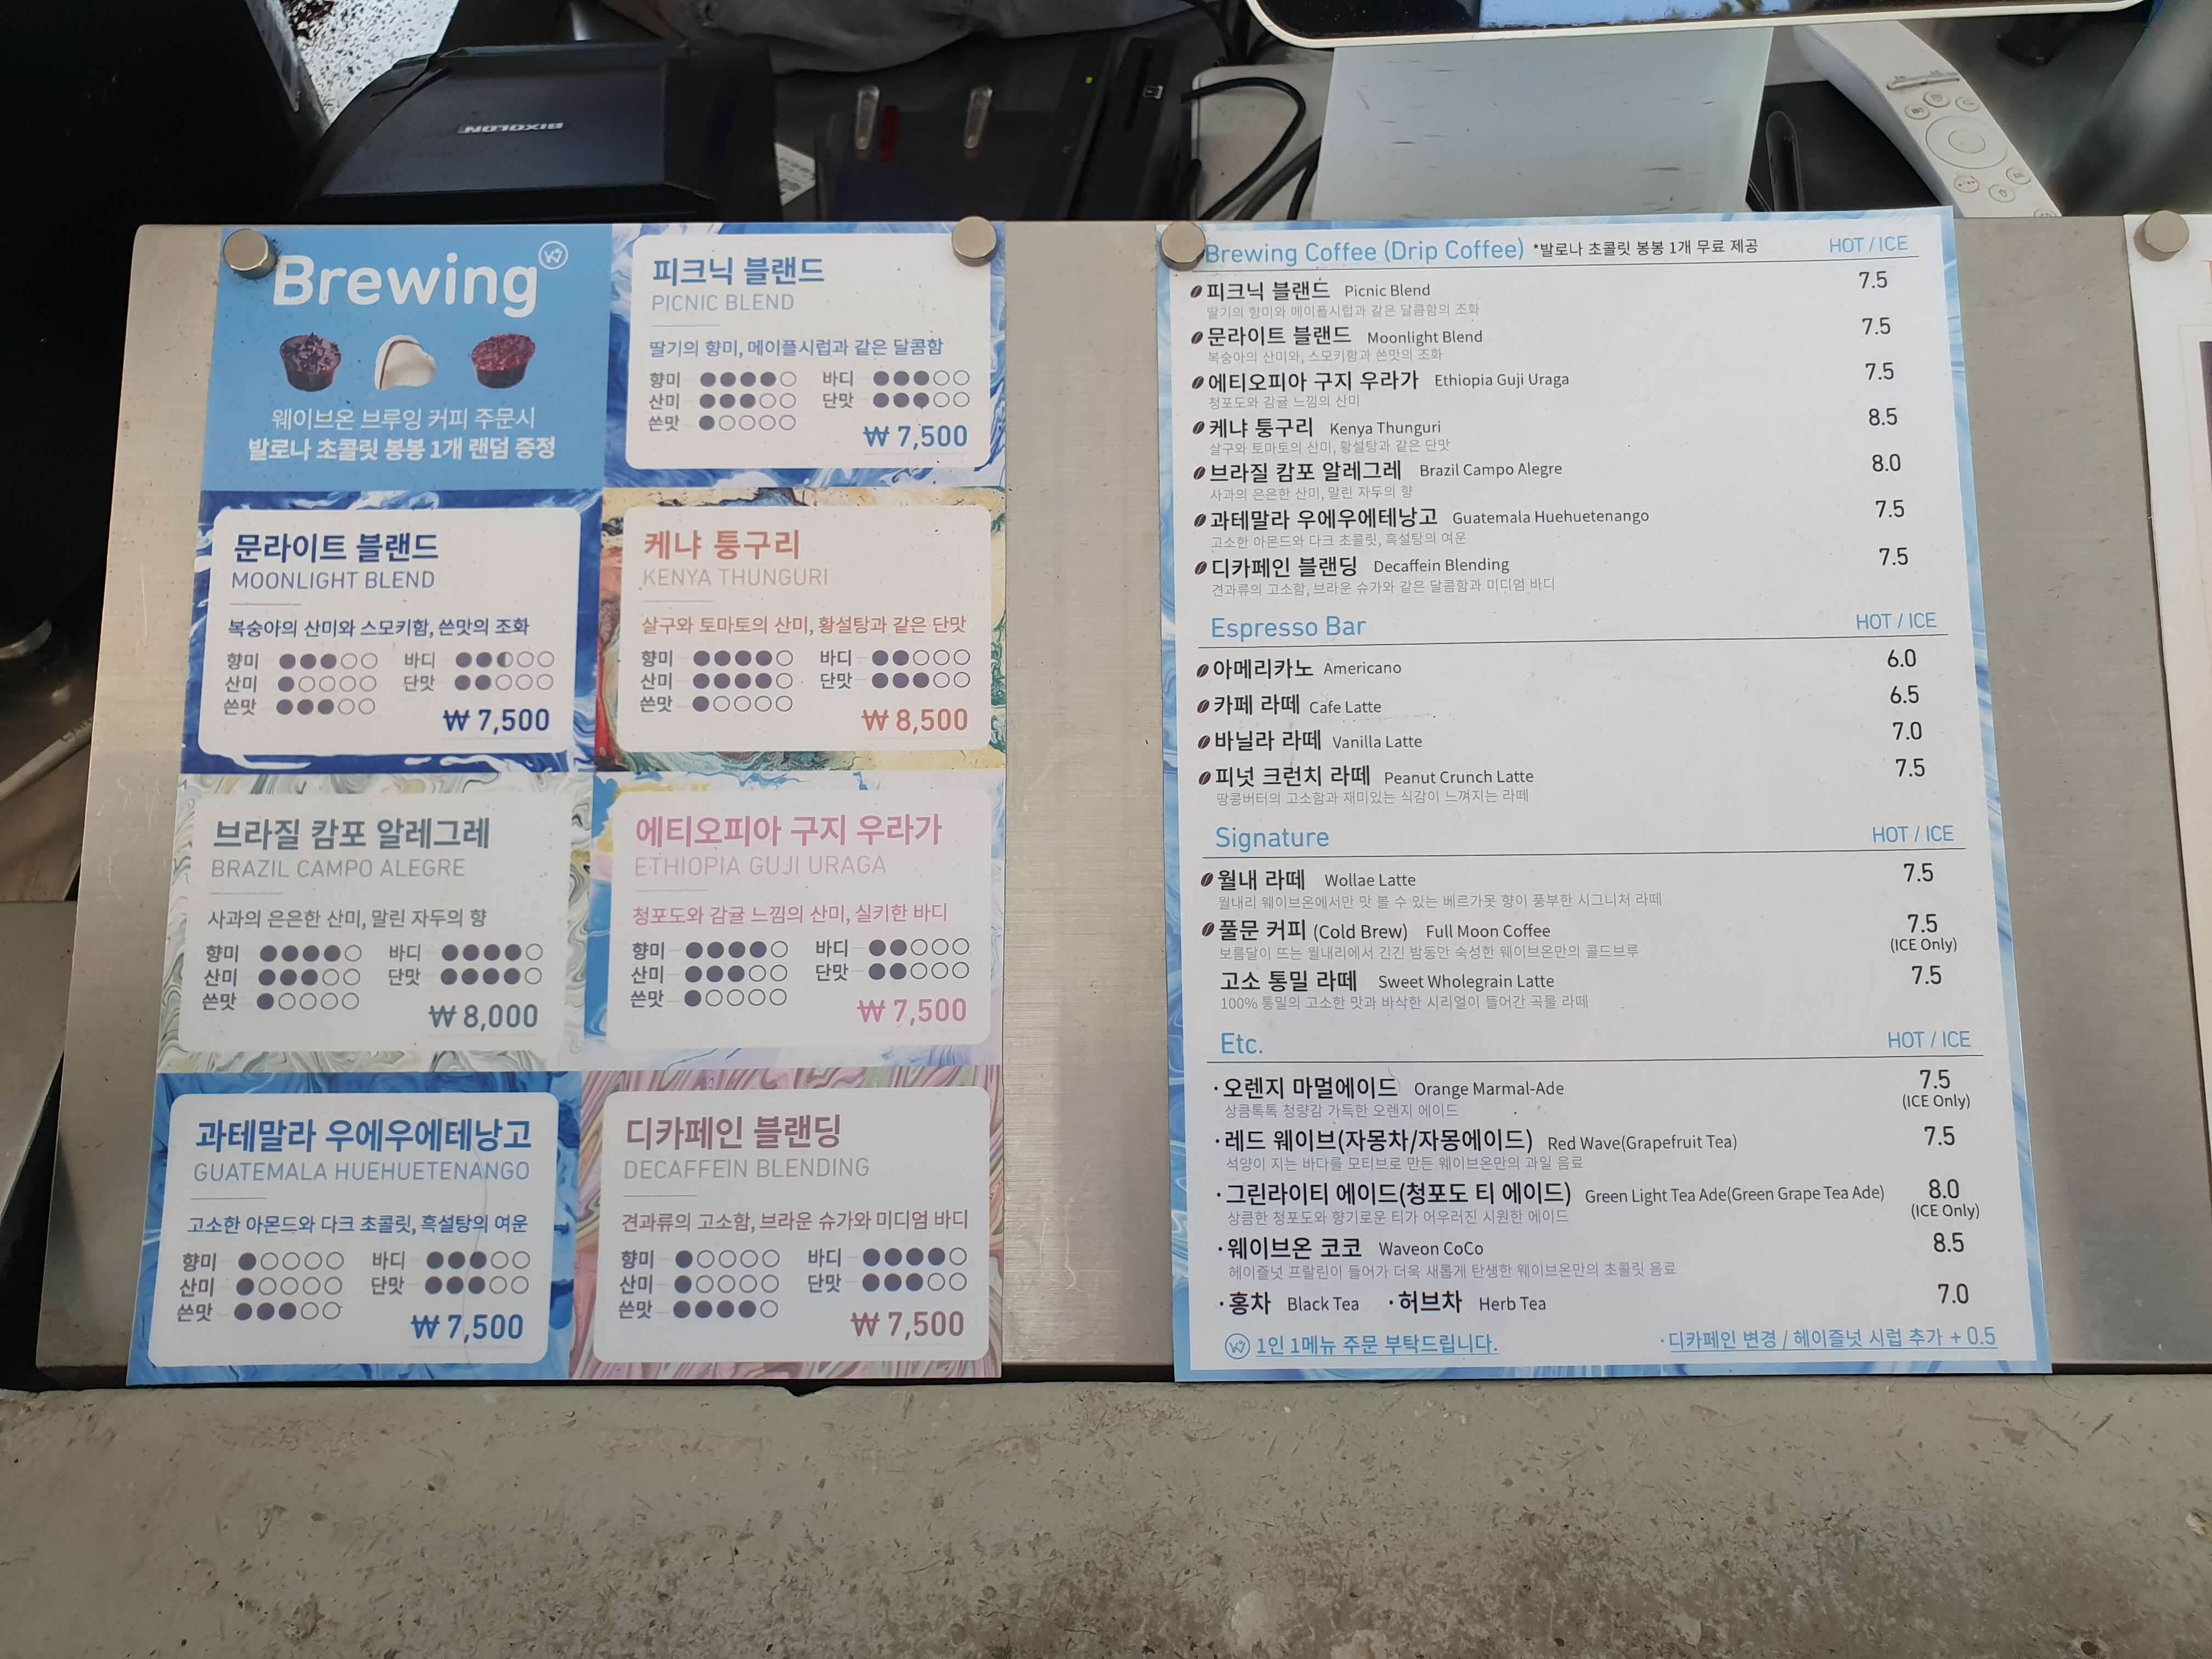 BIXOLON
Brewing
웨이브온 브루잉 커피 주문시
발로나 초콜릿 봉봉 1개 랜덤 증정
피크닉 블랜드
PICNIC BLEND
딸기의 향미, 메이플시럽과 같은 달콤함
향미 ●●●●○ 바디 ●●●○○
산미 ●●●○○ 단맛 ●●●○○
쓴맛 ●○○○○
₩ 7,500
문라이트 블랜드
MOONLIGHT BLEND
복숭아의 산미와 스모키함, 쓴맛의 조화
향미 ●●●○○ 바디 ●●◐○○
산미 ●○○○○ 단맛 ●●○○○
쓴맛 ●●●○○
₩ 7,500
케냐 퉁구리
KENYA THUNGURI
살구와 토마토의 산미, 황설탕과 같은 단맛
향미 ●●●●○ 바디 ●●○○○
산미 ●●●●○ 단맛 ●●●○○
쓴맛 ●○○○○
₩ 8,500
브라질 캄포 알레그레
BRAZIL CAMPO ALEGRE
사과의 은은한 산미, 말린 자두의 향
향미 ●●●●○ 바디 ●●●●○
산미 ●●●○○ 단맛 ●●●●○
쓴맛 ●○○○○
₩ 8,000
에티오피아 구지 우라가
ETHIOPIA GUJI URAGA
청포도와 감귤 느낌의 산미, 실키한 바디
향미 ●●●●○ 바디 ●●○○○
산미 ●●●○○ 단맛 ●●○○○
쓴맛 ●○○○○
₩ 7,500
과테말라 우에우에테낭고
GUATEMALA HUEHUETENANGO
고소한 아몬드와 다크 초콜릿, 흑설탕의 여운
향미 ●○○○○ 바디 ●●●○○
산미 ●○○○○ 단맛 ●●●○○
쓴맛 ●●●○○
₩ 7,500
디카페인 블랜딩
DECAFFEIN BLENDING
견과류의 고소함, 브라운 슈가와 미디엄 바디
향미 ●○○○○ 바디 ●●●●○
산미 ●○○○○ 단맛 ●●●○○
쓴맛 ●●●●○
₩ 7,500
Brewing Coffee (Drip Coffee) *발로나 초콜릿 봉봉 1개 무료 제공 HOT / ICE
피크닉 블랜드 Picnic Blend 7.5
딸기의 향미와 메이플시럽과 같은 달콤함의 조화
문라이트 블랜드 Moonlight Blend 7.5
복숭아의 산미와, 스모키함과 쓴맛의 조화
에티오피아 구지 우라가 Ethiopia Guji Uraga 7.5
청포도와 감귤 느낌의 산미
케냐 퉁구리 Kenya Thunguri 8.5
살구와 토마토의 산미, 황설탕과 같은 단맛
브라질 캄포 알레그레 Brazil Campo Alegre 8.0
사과의 은은한 산미, 말린 자두의 향
과테말라 우에우에테낭고 Guatemala Huehuetenango 7.5
고소한 아몬드와 다크 초콜릿, 흑설탕의 여운
디카페인 블랜딩 Decaffein Blending 7.5
견과류의 고소함, 브라운 슈가와 같은 달콤함과 미디엄 바디
Espresso Bar HOT / ICE
아메리카노 Americano 6.0
카페 라떼 Cafe Latte 6.5
바닐라 라떼 Vanilla Latte 7.0
피넛 크런치 라떼 Peanut Crunch Latte 7.5
땅콩버터의 고소함과 재미있는 식감이 느껴지는 라떼
Signature HOT / ICE
월내 라떼 Wollae Latte 7.5
월내리 웨이브온에서만 맛 볼 수 있는 베르가못 향이 풍부한 시그니처 라떼
풀문 커피 (Cold Brew) Full Moon Coffee 7.5
(ICE Only)
보름달이 뜨는 월내리에서 긴긴 밤동안 숙성한 웨이브온만의 콜드브루
고소 통밀 라떼 Sweet Wholegrain Latte 7.5
100% 통밀의 고소한 맛과 바삭한 시리얼이 들어간 곡물 라떼
Etc. HOT / ICE
·오렌지 마멀에이드 Orange Marmal-Ade 7.5
(ICE Only)
상큼톡톡 청량감 가득한 오렌지 에이드
·레드 웨이브(자몽차/자몽에이드) Red Wave(Grapefruit Tea) 7.5
석양이 지는 바다를 모티브로 만든 웨이브온만의 과일 음료
·그린라이티 에이드(청포도 티 에이드) Green Light Tea Ade(Green Grape Tea Ade) 8.0
(ICE Only)
상큼한 청포도와 향기로운 티가 어우러진 시원한 에이드
·웨이브온 코코 Waveon CoCo 8.5
헤이즐넛 프랄린이 들어가 더욱 새롭게 탄생한 웨이브온만의 초콜릿 음료
·홍차 Black Tea ·허브차 Herb Tea 7.0
1인 1메뉴 주문 부탁드립니다. ·디카페인 변경 / 헤이즐넛 시럽 추가 + 0.5